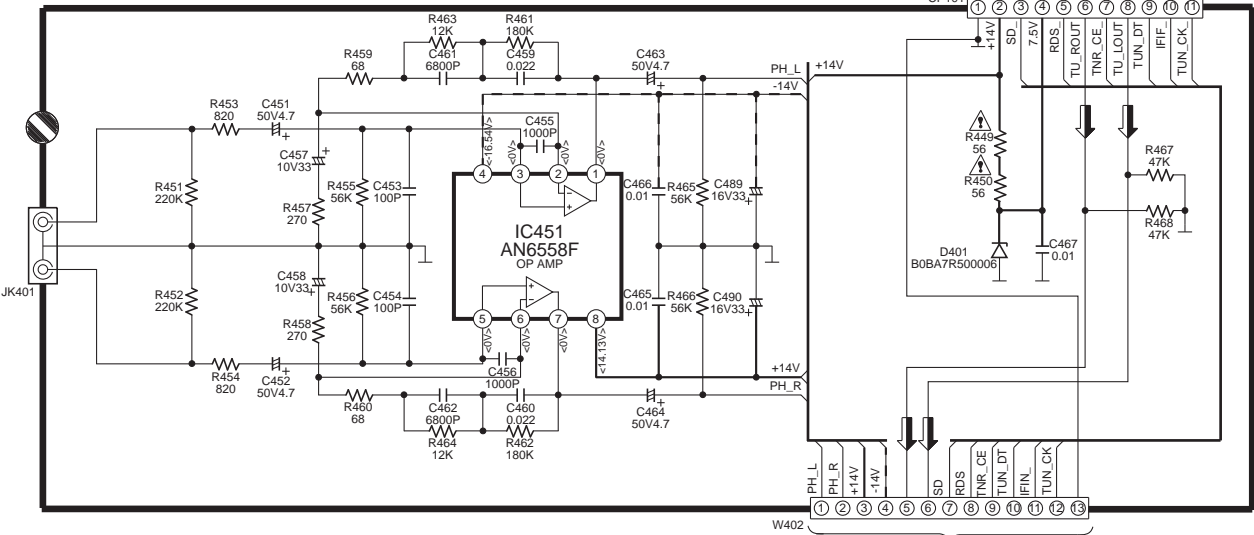 1 2 3 4 5 6 7 8 9 10 11
+14V
SD_
7.5V
RDS_
TU_ROUT
TNR_CE_
TU_LOUT
TUN_DT
IFIF_
TUN_CK_
R463
12K
R461
180K
R459
68
C461
6800P
C459
0.022
C463
50V4.7
PH_L
+14V
-14V
R453
820
C451
50V4.7
+
C455
1000P
<-16.54V>
<0V>
<0V>
<0V>
C457
10V33
+
4 3 2 1
R449
56
R450
56
R467
47K
R468
47K
R451
220K
R457
270
R455
56K
C453
100P
IC451
AN6558F
OP AMP
C466
0.01
R465
56K
C489
16V33
+
D401
B0BA7R500006
C467
0.01
JK401
R452
220K
C458
10V33
+
R458
270
R456
56K
C454
100P
C465
0.01
R466
56K
C490
16V33
+
5 6 7 8
<0V>
<0V>
<0V>
<14.13V>
R454
820
C452
50V4.7
+
C456
1000P
+14V
PH_R
R460
68
C462
6800P
C460
0.022
C464
50V4.7
+
R464
12K
R462
180K
PH_L
PH_R
+14V
-14V
SD
RDS
TNR_CE
TUN_DT
IFIN_
TUN_CK
W402
1 2 3 4 5 6 7 8 9 10 11 12 13